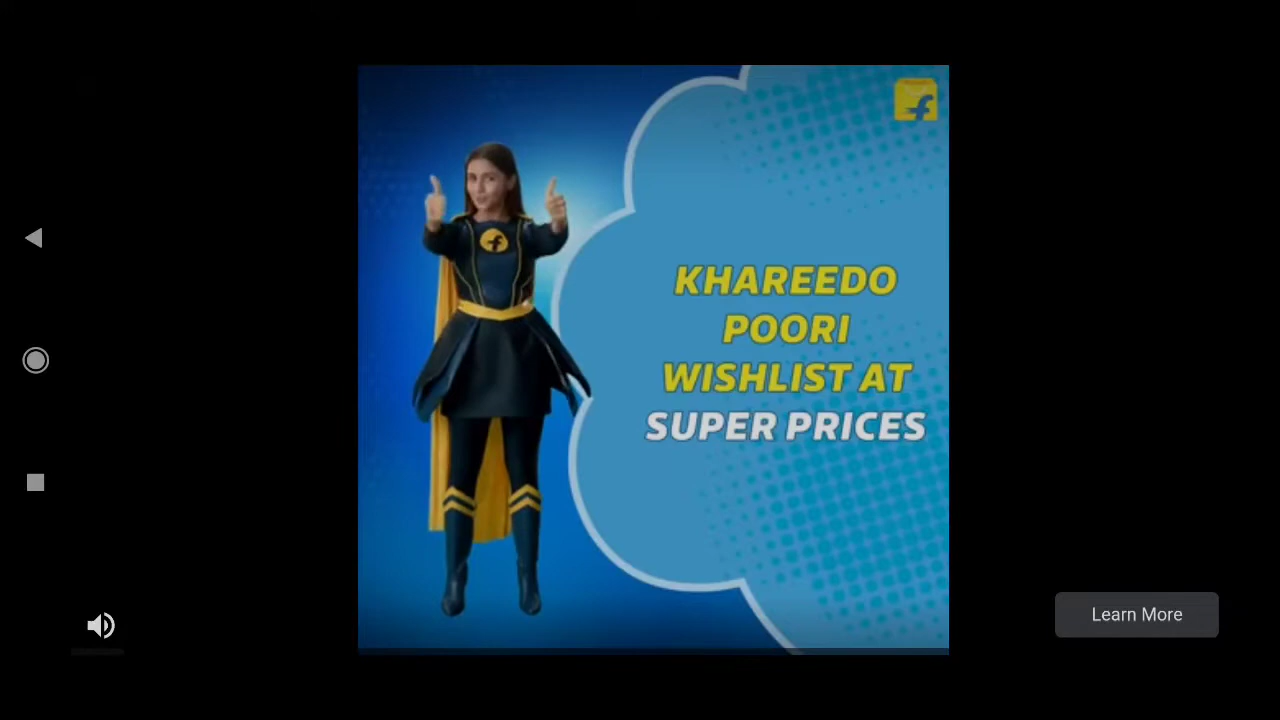 KHAREEDO
POORI
WISHLIST AT
SUPER PRICES
Learn More